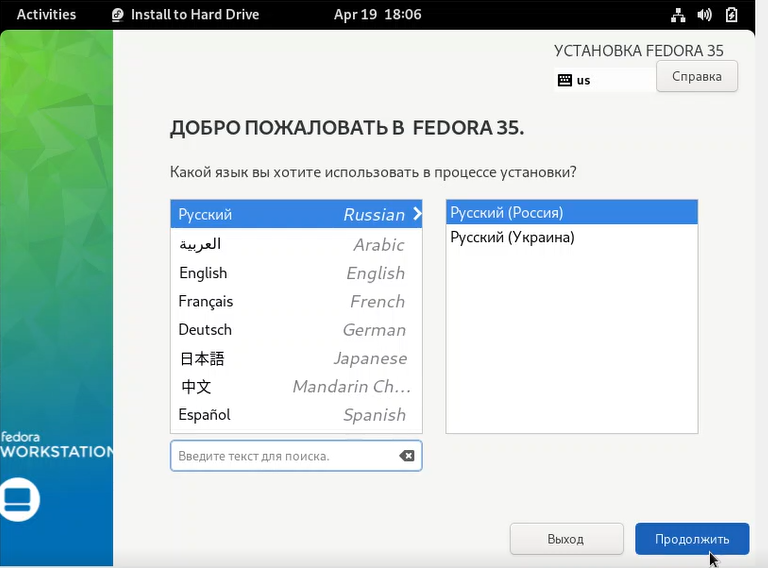 Activities Install to Hard Drive Apr 19 18:06
УСТАНОВКА FEDORA 35
us Справка
ДОБРО ПОЖАЛОВАТЬ В FEDORA 35.
Какой язык вы хотите использовать в процессе установки?
Русский Russian
العربية Arabic
English English
Français French
Deutsch German
日本語 Japanese
中文 Mandarin Ch...
Español Spanish
Русский (Россия)
Русский (Украина)
Введите текст для поиска.
fedora
WORKSTATION
Выход Продолжить